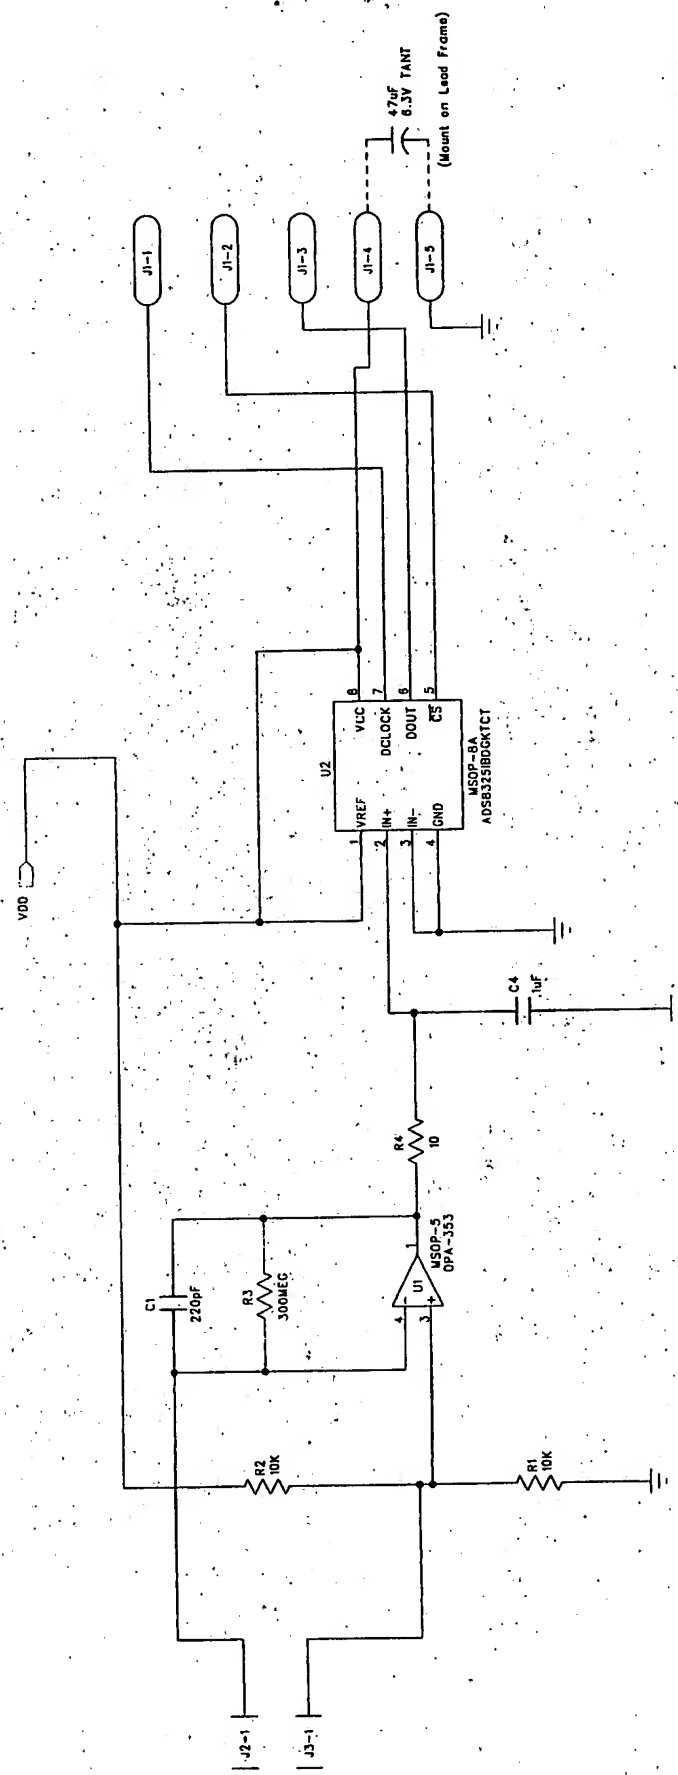 J2-1
J3-1
R2
10K
R1
10K
C1
220pF
R3
300MEG
4
-
3
+
U1
1
MSOP-5
OPA-353
R4
10
C4
.1uF
VDD
U2
1
VREF
2
IN+
3
IN-
4
GND
8
VCC
7
DCLOCK
6
DOUT
5
CS
MSOP-8A
ADS8325IBDGKTCT
J1-1
J1-2
J1-3
J1-4
J1-5
47uF
6.3V TANT
(Mount on Lead Frame)